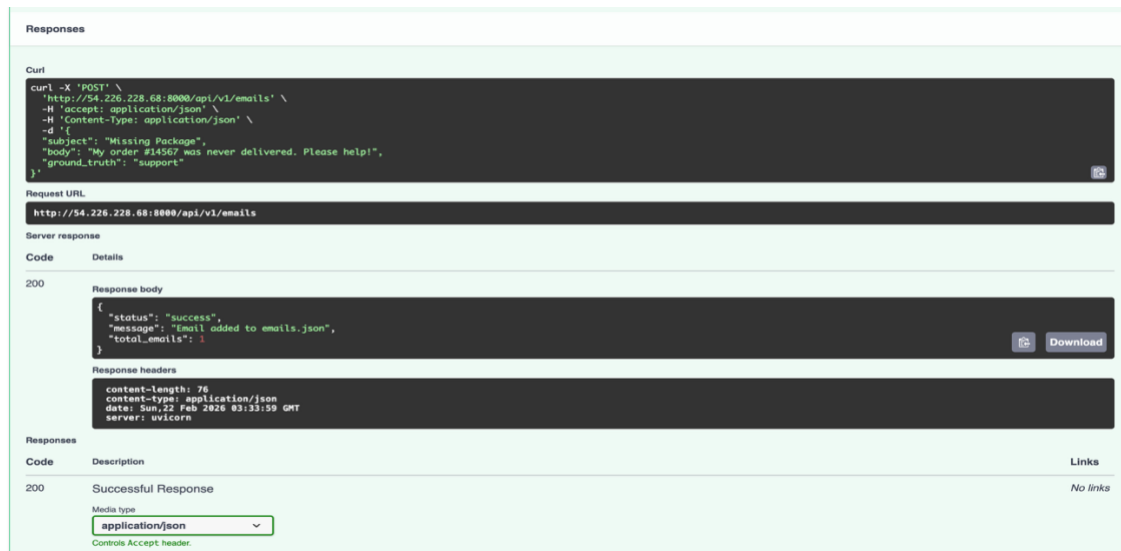 Responses
Curl
curl -X 'POST' \
'http://54.226.228.68:8000/api/v1/emails' \
-H 'accept: application/json' \
-H 'Content-Type: application/json' \
-d '{
"subject": "Missing Package",
"body": "My order #14567 was never delivered. Please help!",
"ground_truth": "support"
}'
Request URL
http://54.226.228.68:8000/api/v1/emails
Server response
Code Details
200
Response body
{
"status": "success",
"message": "Email added to emails.json",
"total_emails": 1
}
Download
Response headers
content-length: 76
content-type: application/json
date: Sun,22 Feb 2026 03:33:59 GMT
server: uvicorn
Responses
Code Description Links
200 Successful Response No links
Media type
application/json
Controls Accept header.